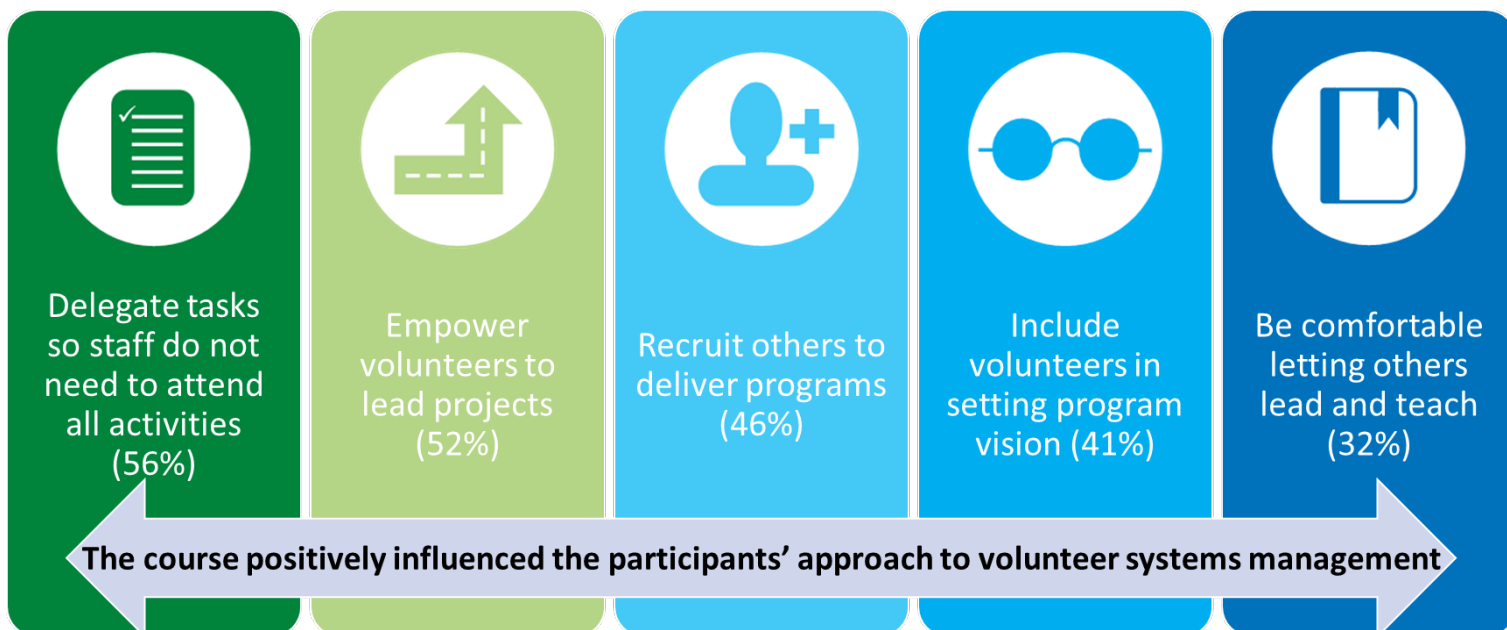 Delegate tasks
so staff do not
need to attend
all activities
(56%)
Empower
volunteers to
lead projects
(52%)
Recruit others to
deliver programs
(46%)
Include
volunteers in
setting program
vision (41%)
Be comfortable
letting others
lead and teach
(32%)
The course positively influenced the participants’ approach to volunteer systems management